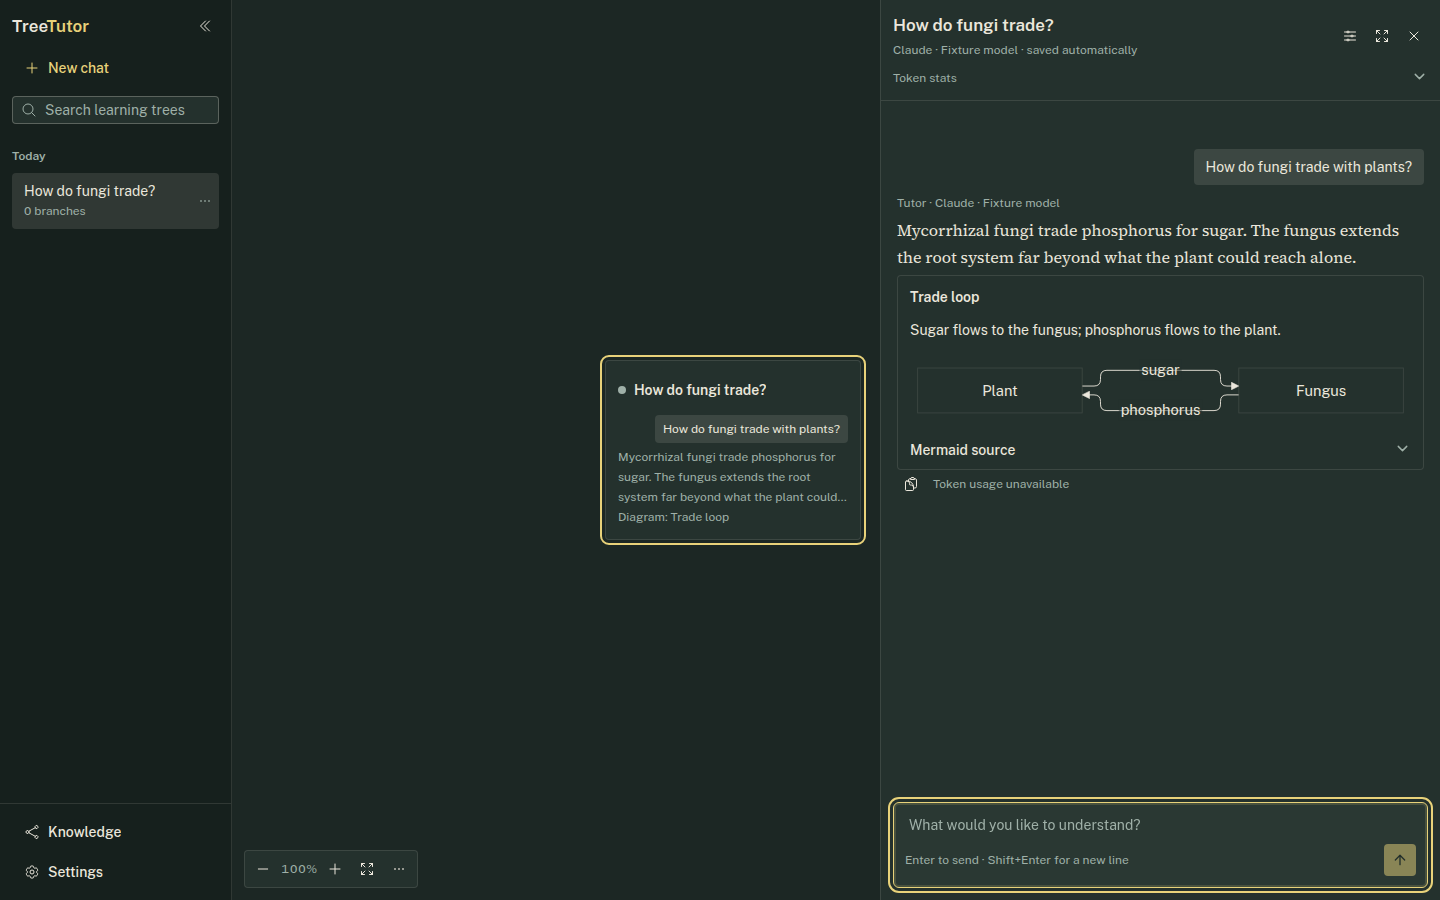 TreeTutor
New chat
Search learning trees
Today
How do fungi trade?
0 branches
Knowledge
Settings
How do fungi trade?
How do fungi trade with plants?
Mycorrhizal fungi trade phosphorus for
sugar. The fungus extends the root
system far beyond what the plant could...
Diagram: Trade loop
100%
How do fungi trade?
Claude · Fixture model · saved automatically
Token stats
How do fungi trade with plants?
Tutor · Claude · Fixture model
Mycorrhizal fungi trade phosphorus for sugar. The fungus extends
the root system far beyond what the plant could reach alone.
Trade loop
Sugar flows to the fungus; phosphorus flows to the plant.
sugar
Plant
Fungus
phosphorus
Mermaid source
Token usage unavailable
What would you like to understand?
Enter to send · Shift+Enter for a new line